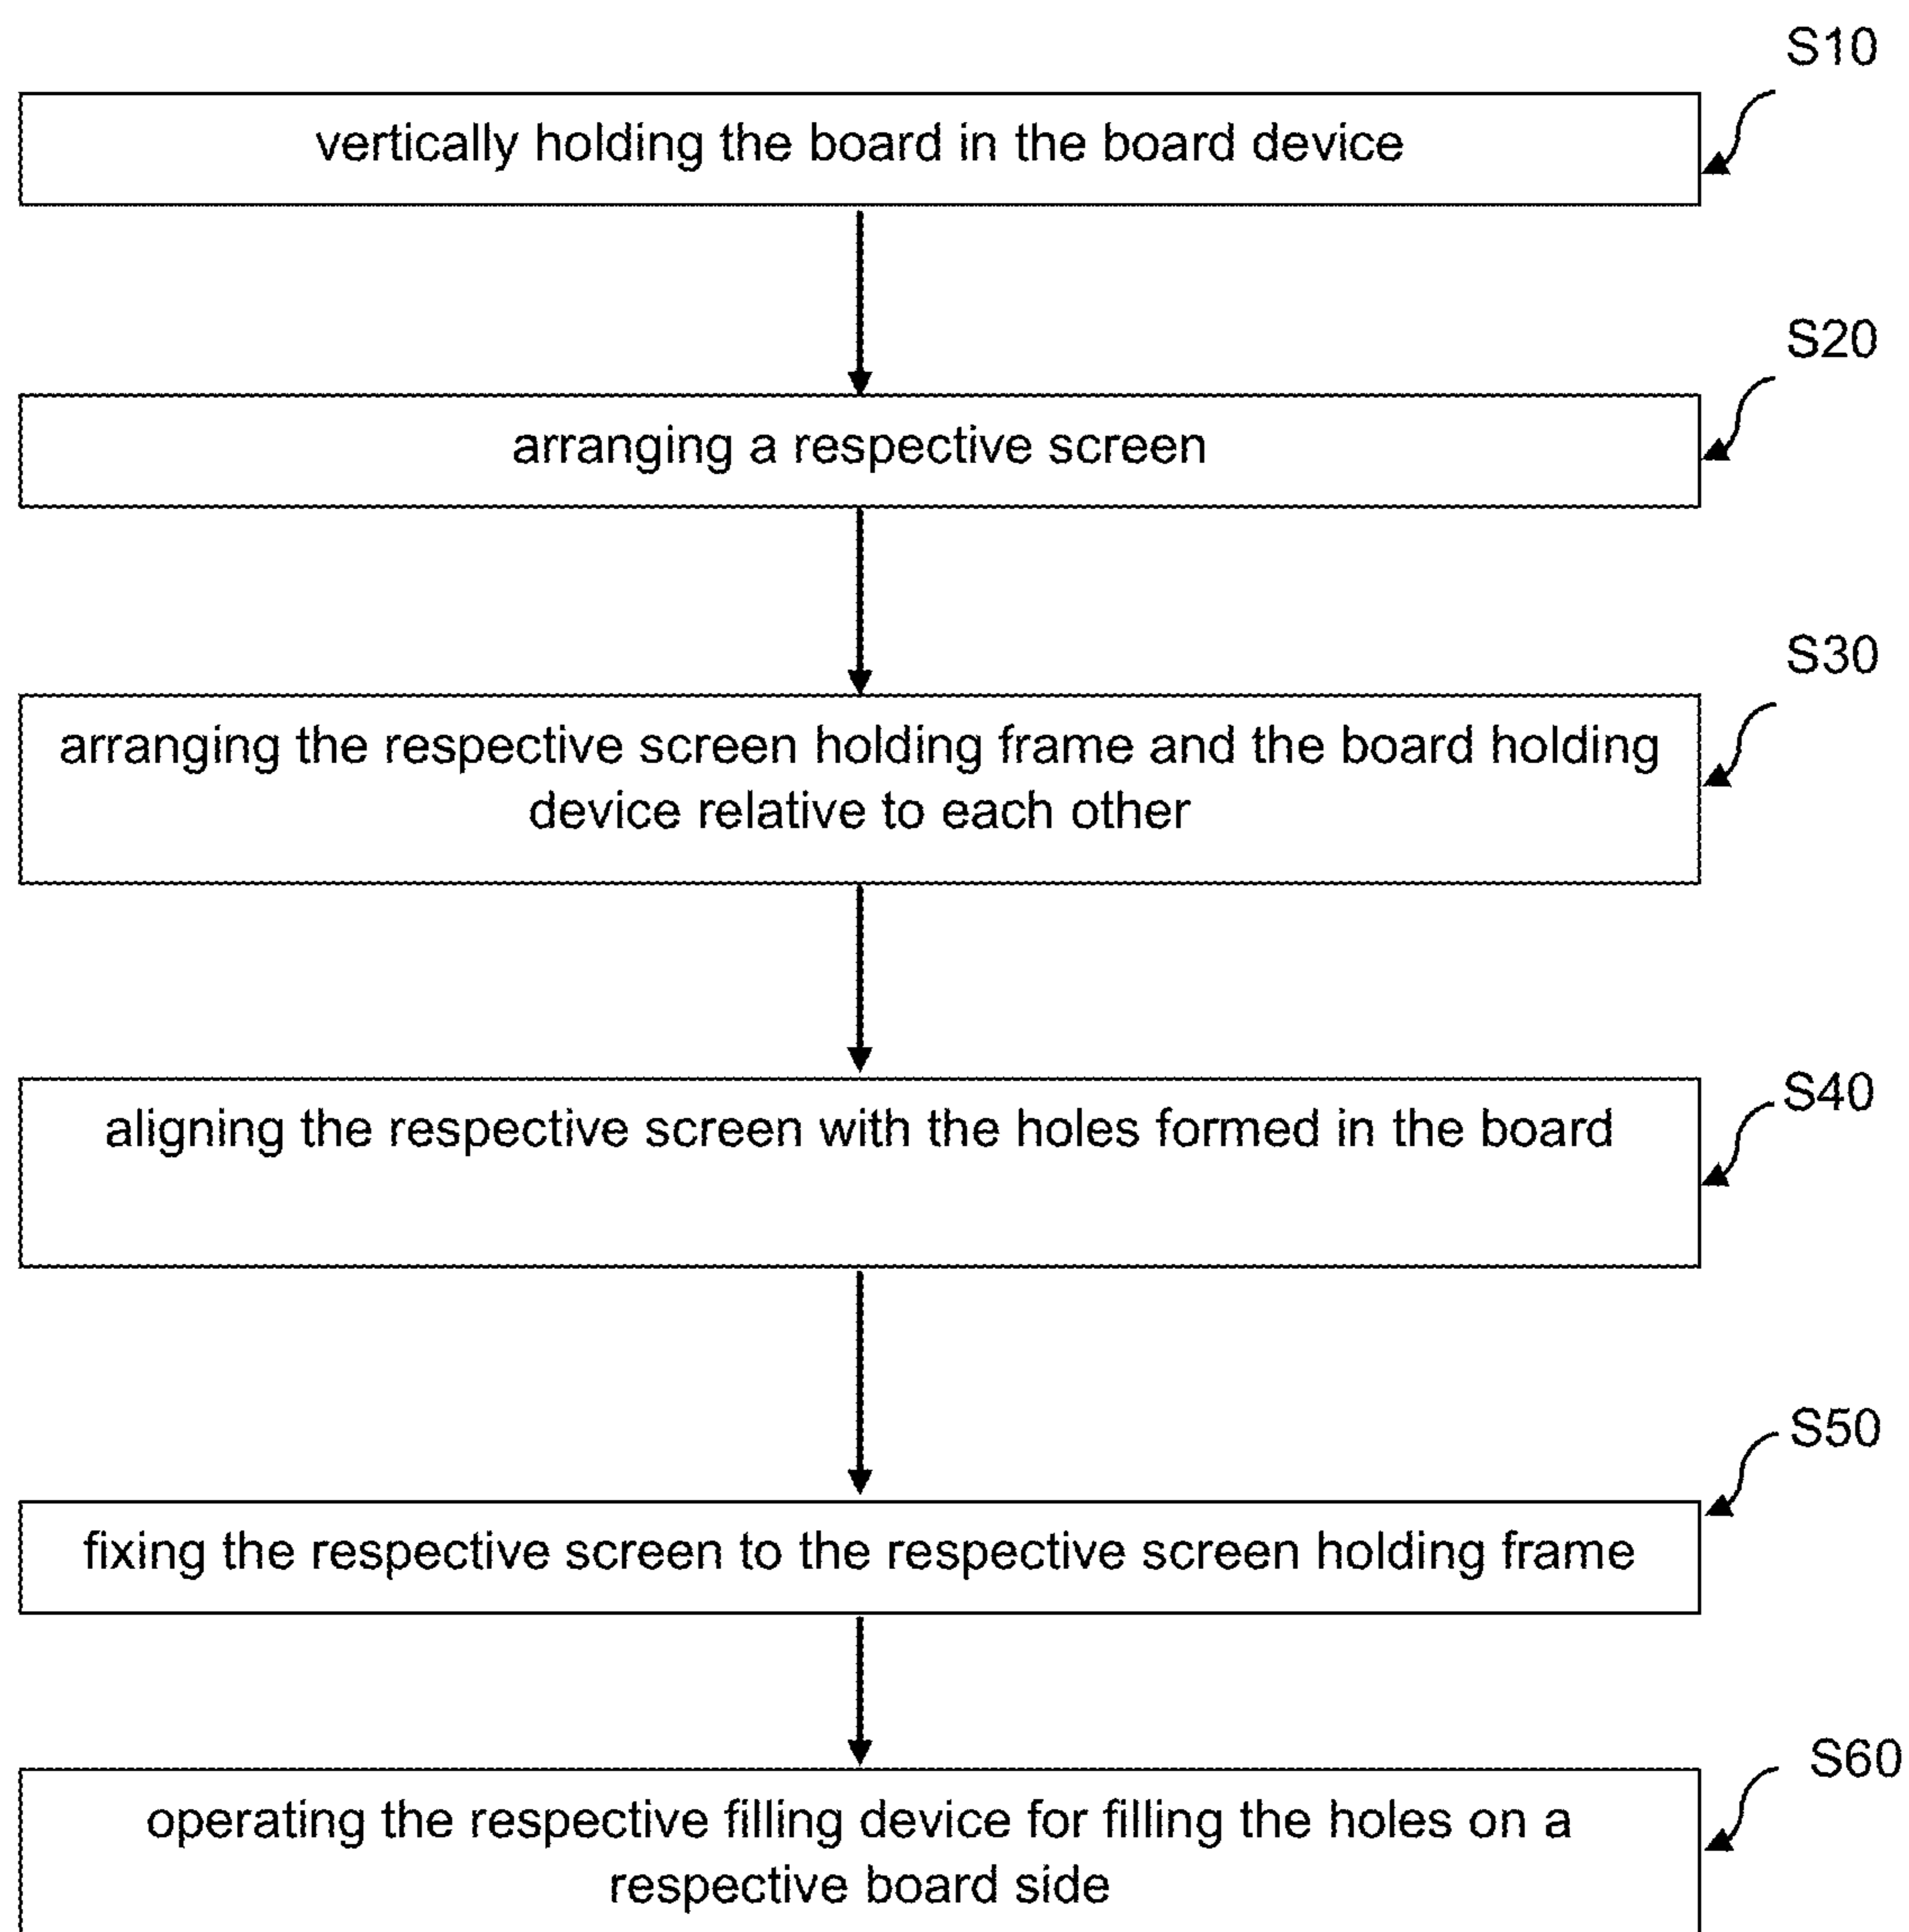 S10
vertically holding the board in the board device
S20
arranging a respective screen
S30
arranging the respective screen holding frame and the board holding
device relative to each other
S40
aligning the respective screen with the holes formed in the board
S50
fixing the respective screen to the respective screen holding frame
S60
operating the respective filling device for filling the holes on a
respective board side